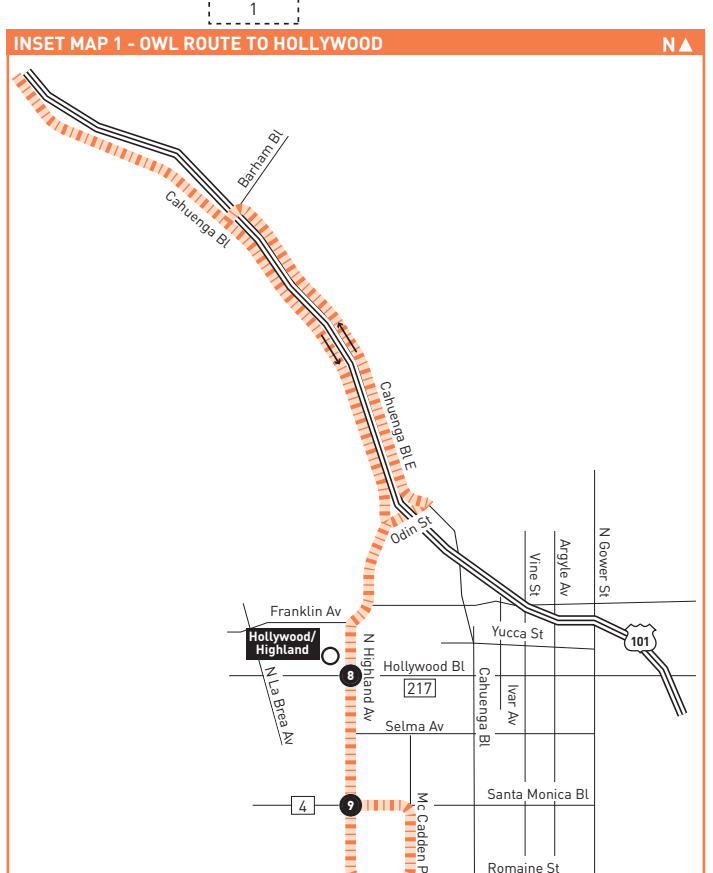 1
INSET MAP 1 - OWL ROUTE TO HOLLYWOOD
N
Barham Bl
Cahuenga Bl
Cahuenga Bl E
Odin St
N Gower St
Argyle Av
Vine St
Franklin Av
Yucca St
101
Hollywood/
Highland
N Highland Av
Hollywood Bl
8
217
N La Brea Av
Cahuenga Bl
Ivar Av
Selma Av
Santa Monica Bl
4
9
Mc Cadden P
Romaine St